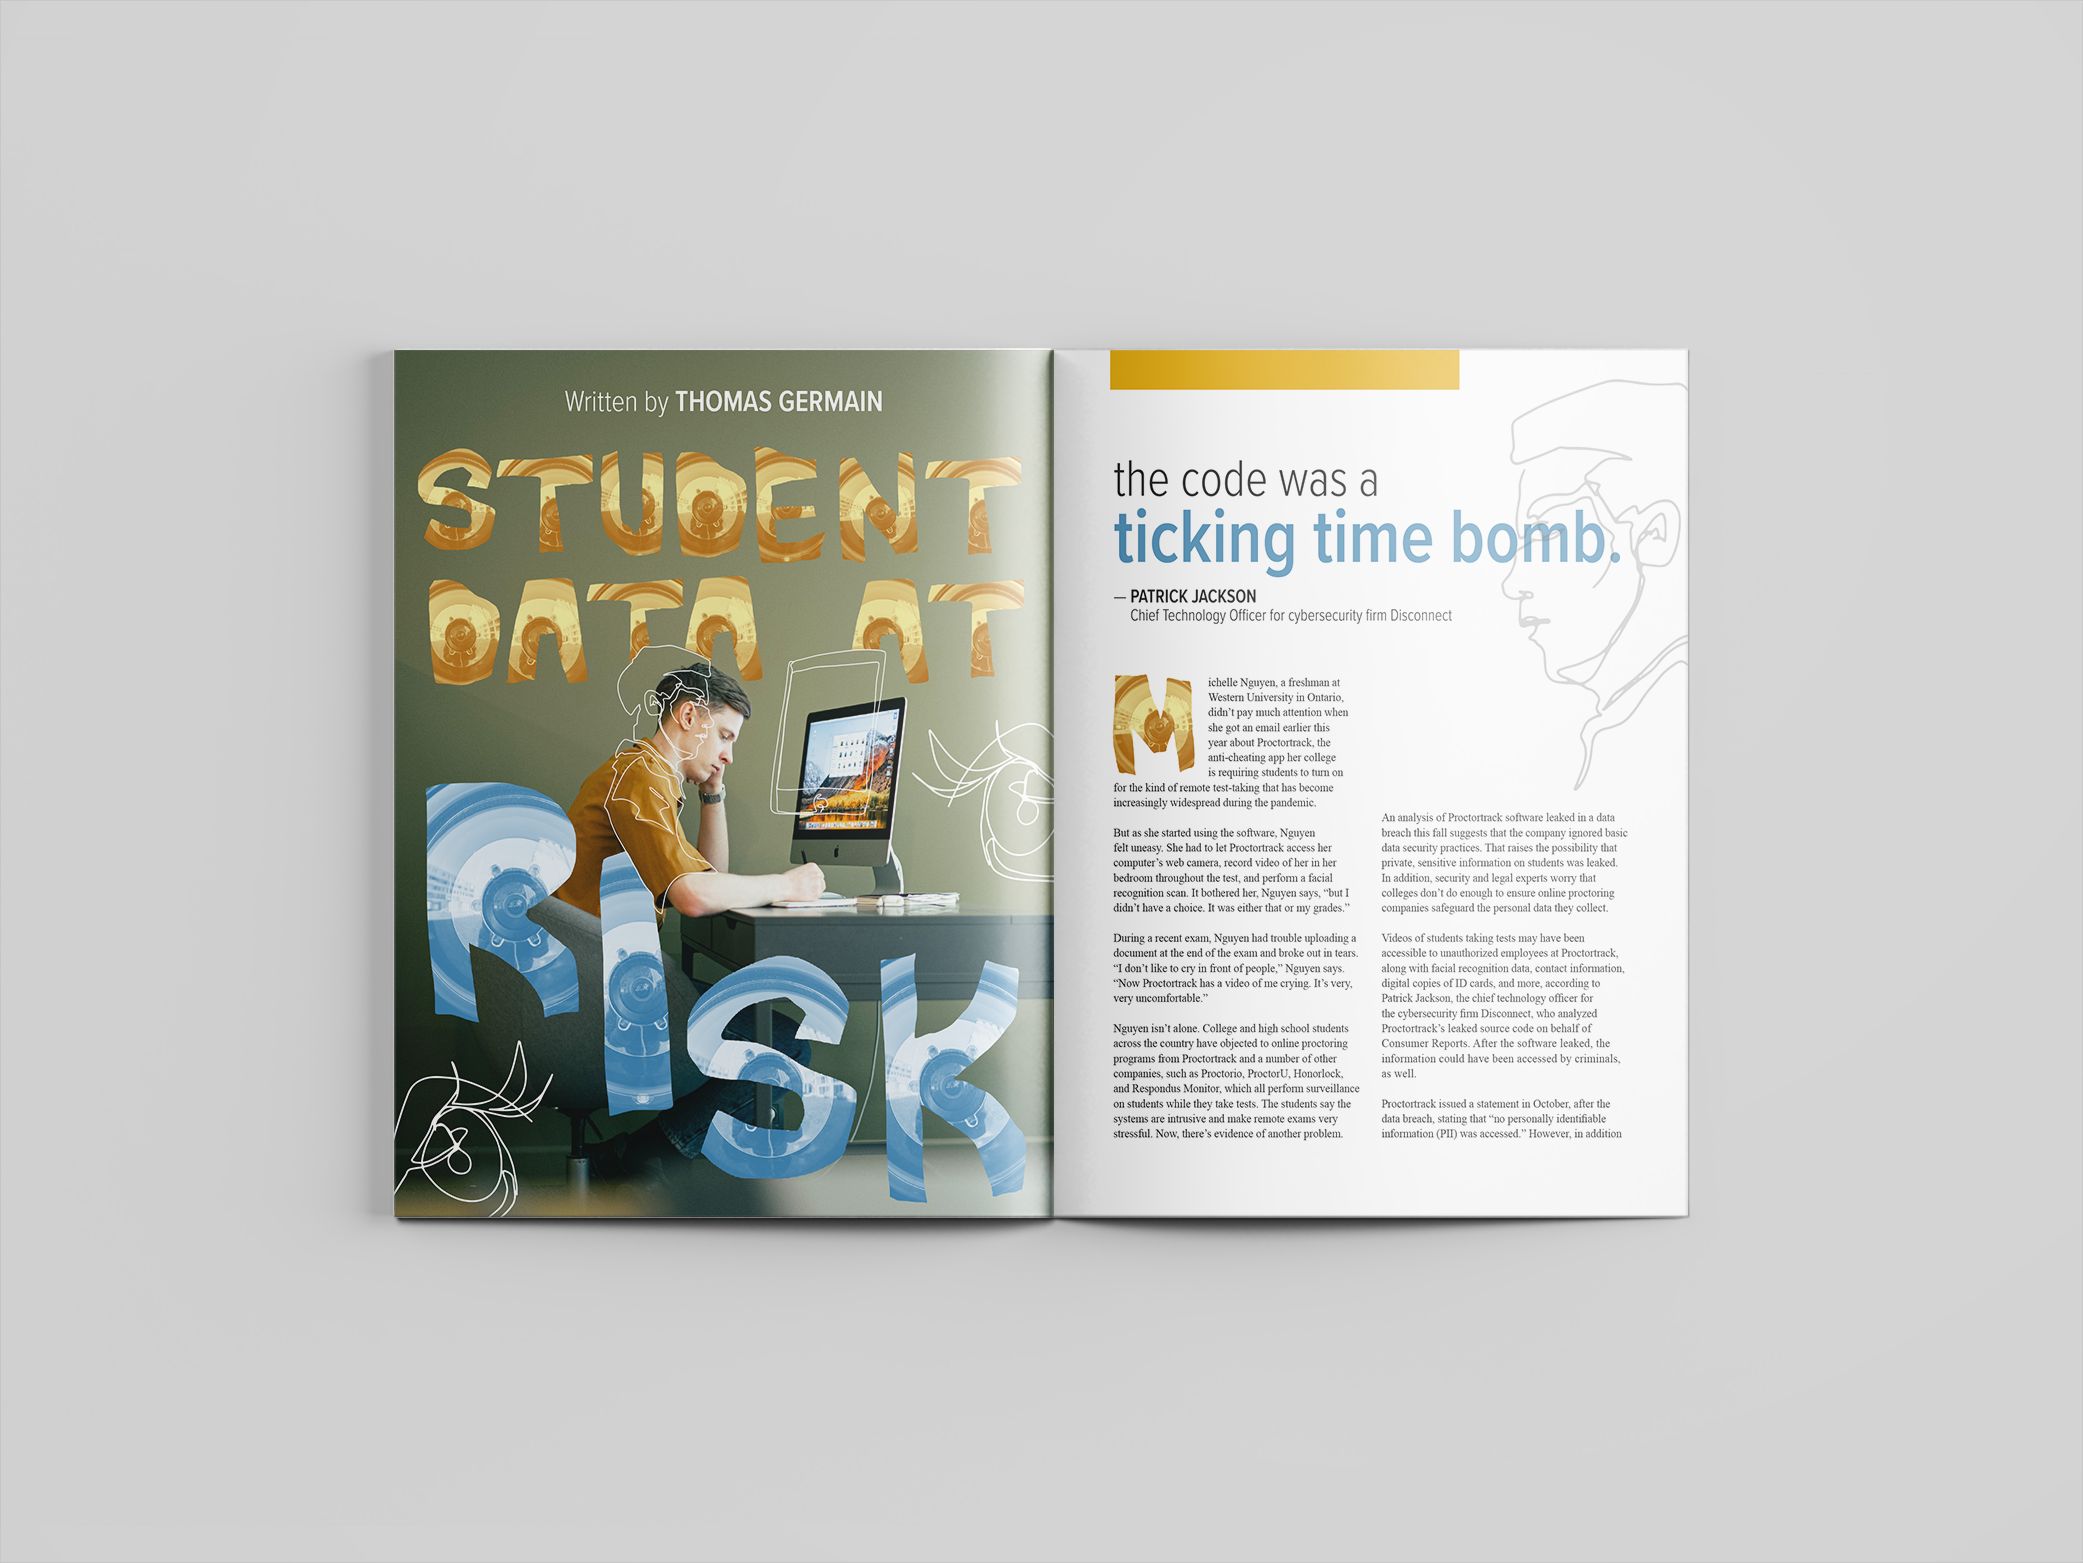 Written by THOMAS GERMAIN
STUDENT
DATA AT
RISK
the code was a
ticking time bomb.
— PATRICK JACKSON
Chief Technology Officer for cybersecurity firm Disconnect
Michelle Nguyen, a freshman at
Western University in Ontario,
didn't pay much attention when
she got an email earlier this
year about Proctortrack, the
anti-cheating app her college
is requiring students to turn on
for the kind of remote test-taking that has become
increasingly widespread during the pandemic.
But as she started using the software, Nguyen
felt uneasy. She had to let Proctortrack access her
computer's web camera, record video of her in her
bedroom throughout the test, and perform a facial
recognition scan. It bothered her, Nguyen says, “but I
didn't have a choice. It was either that or my grades.”
During a recent exam, Nguyen had trouble uploading a
document at the end of the exam and broke out in tears.
“I don't like to cry in front of people,” Nguyen says.
“Now Proctortrack has a video of me crying. It's very,
very uncomfortable.”
Nguyen isn't alone. College and high school students
across the country have objected to online proctoring
programs from Proctortrack and a number of other
companies, such as Proctorio, ProctorU, Honorlock,
and Respondus Monitor, which all perform surveillance
on students while they take tests. The students say the
systems are intrusive and make remote exams very
stressful. Now, there's evidence of another problem.
An analysis of Proctortrack software leaked in a data
breach this fall suggests that the company ignored basic
data security practices. That raises the possibility that
private, sensitive information on students was leaked.
In addition, security and legal experts worry that
colleges don't do enough to ensure online proctoring
companies safeguard the personal data they collect.
Videos of students taking tests may have been
accessible to unauthorized employees at Proctortrack,
along with facial recognition data, contact information,
digital copies of ID cards, and more, according to
Patrick Jackson, the chief technology officer for
the cybersecurity firm Disconnect, who analyzed
Proctortrack's leaked source code on behalf of
Consumer Reports. After the software leaked, the
information could have been accessed by criminals,
as well.
Proctortrack issued a statement in October, after the
data breach, stating that “no personally identifiable
information (PII) was accessed.” However, in addition